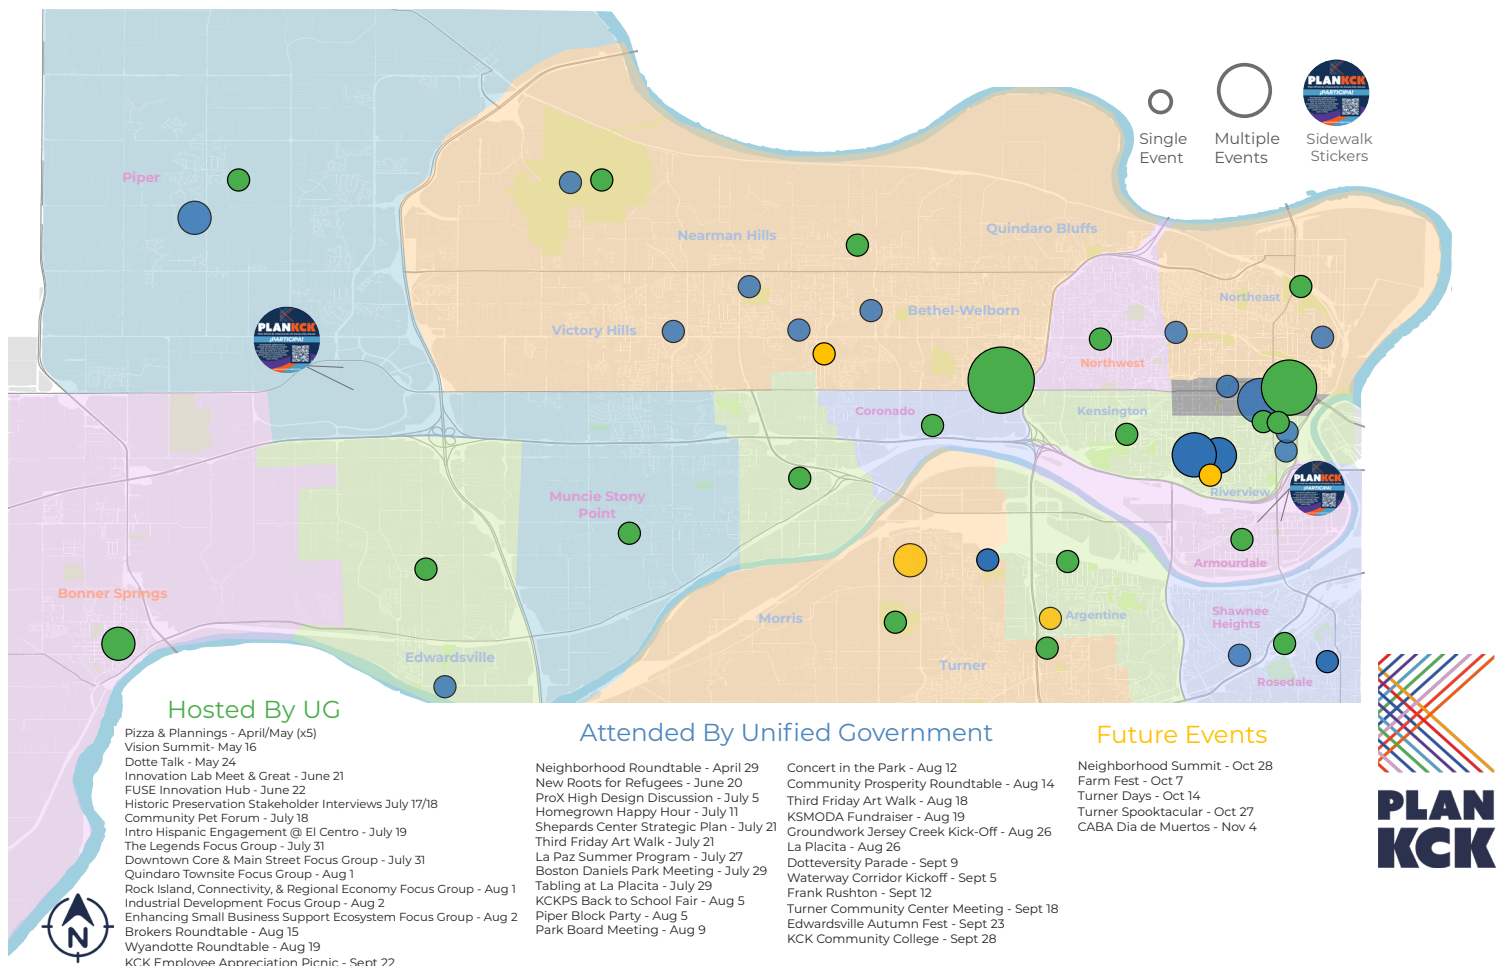 PLANKCK
¡PARTICIPA!
Single
Event
Multiple
Events
Sidewalk
Stickers
Piper
Nearman Hills
Quindaro Bluffs
Northeast
Victory Hills
Bethel-Welborn
PLANKCK
¡PARTICIPA!
Northwest
Coronado
Kensington
Muncie Stony
Point
Riverview
PLANKCK
¡PARTICIPA!
Armourdale
Bonner Springs
Morris
Argentine
Shawnee
Heights
Edwardsville
Turner
Rosedale
Hosted By UG
Pizza & Plannings - April/May (x5)
Vision Summit- May 16
Dotte Talk - May 24
Innovation Lab Meet & Great - June 21
FUSE Innovation Hub - June 22
Historic Preservation Stakeholder Interviews July 17/18
Community Pet Forum - July 18
Intro Hispanic Engagement @ El Centro - July 19
The Legends Focus Group - July 31
Downtown Core & Main Street Focus Group - July 31
Quindaro Townsite Focus Group - Aug 1
Rock Island, Connectivity, & Regional Economy Focus Group - Aug 1
Industrial Development Focus Group - Aug 2
Enhancing Small Business Support Ecosystem Focus Group - Aug 2
Brokers Roundtable - Aug 15
Wyandotte Roundtable - Aug 19
KCK Employee Appreciation Picnic - Sept 22
N
Attended By Unified Government
Neighborhood Roundtable - April 29
New Roots for Refugees - June 20
ProX High Design Discussion - July 5
Homegrown Happy Hour - July 11
Shepards Center Strategic Plan - July 21
Third Friday Art Walk - July 21
La Paz Summer Program - July 27
Boston Daniels Park Meeting - July 29
Tabling at La Placita - July 29
KCKPS Back to School Fair - Aug 5
Piper Block Party - Aug 5
Park Board Meeting - Aug 9
Concert in the Park - Aug 12
Community Prosperity Roundtable - Aug 14
Third Friday Art Walk - Aug 18
KSMODA Fundraiser - Aug 19
Groundwork Jersey Creek Kick-Off - Aug 26
La Placita - Aug 26
Dotteversity Parade - Sept 9
Waterway Corridor Kickoff - Sept 5
Frank Rushton - Sept 12
Turner Community Center Meeting - Sept 18
Edwardsville Autumn Fest - Sept 23
KCK Community College - Sept 28
Future Events
Neighborhood Summit - Oct 28
Farm Fest - Oct 7
Turner Days - Oct 14
Turner Spooktacular - Oct 27
CABA Dia de Muertos - Nov 4
PLAN
KCK